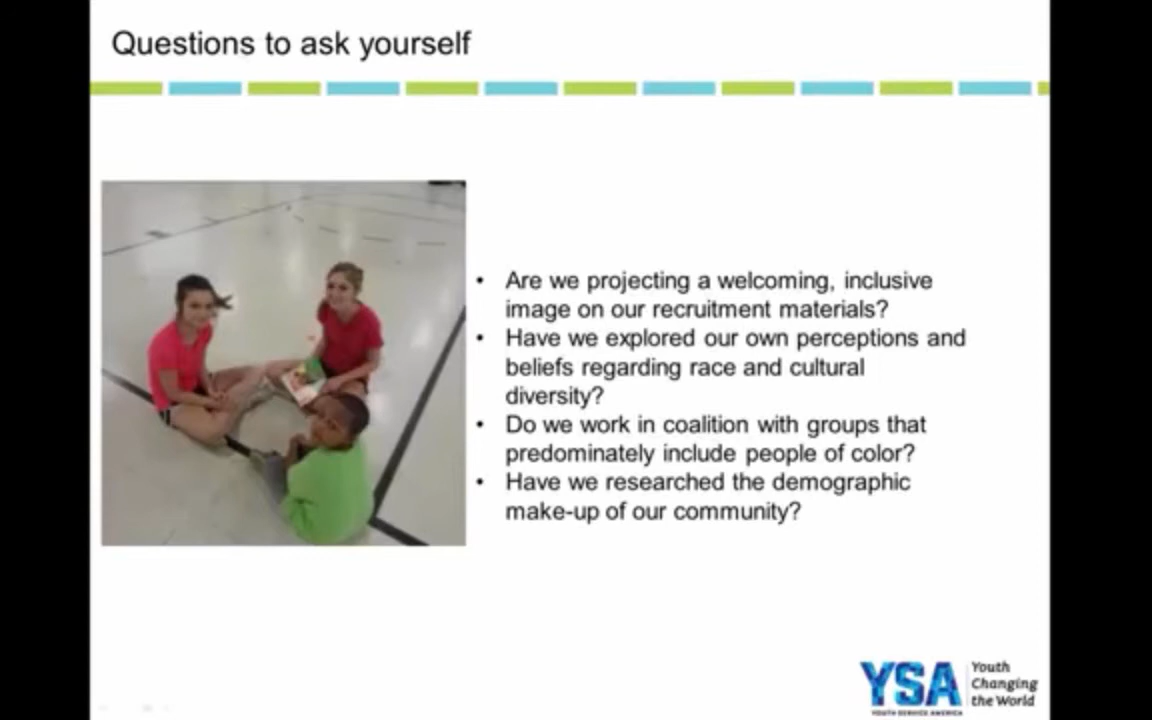 Questions to ask yourself
• Are we projecting a welcoming, inclusive
image on our recruitment materials?
• Have we explored our own perceptions and
beliefs regarding race and cultural
diversity?
• Do we work in coalition with groups that
predominately include people of color?
• Have we researched the demographic
make-up of our community?
YSA
YOUTH SERVICE AMERICA
Youth
Changing
the World